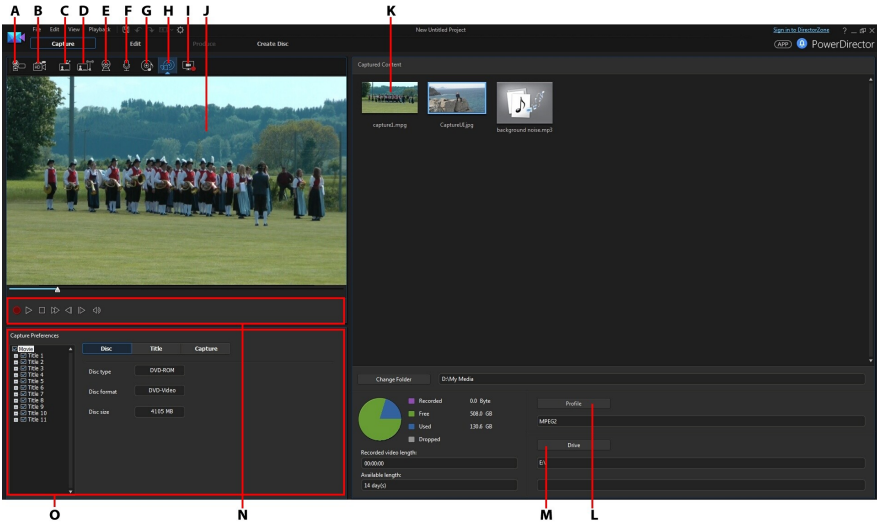 A B C D E F G H I J K
File Edit View Playback
New Untitled Project
Sign in to DirectorZone ?
Capture Edit Produce Create Disc
APP PowerDirector
HD
Captured Content
capture1.mpg
CaptureUI.jpg
background noise.mp3
Capture Preferences
Movie
Title 1
Title 2
Title 3
Title 4
Title 5
Title 6
Title 7
Title 8
Title 9
Title 10
Title 11
Disc Title Capture
Disc type DVD-ROM
Disc format DVD-Video
Disc size 4105 MB
Change Folder D:\My Media
Recorded 0.0 Byte
Free 508.0 GB
Used 130.6 GB
Dropped
Recorded video length:
00:00:00
Available length:
14 day(s)
Profile
MPEG2
Drive
E:\
O N M L